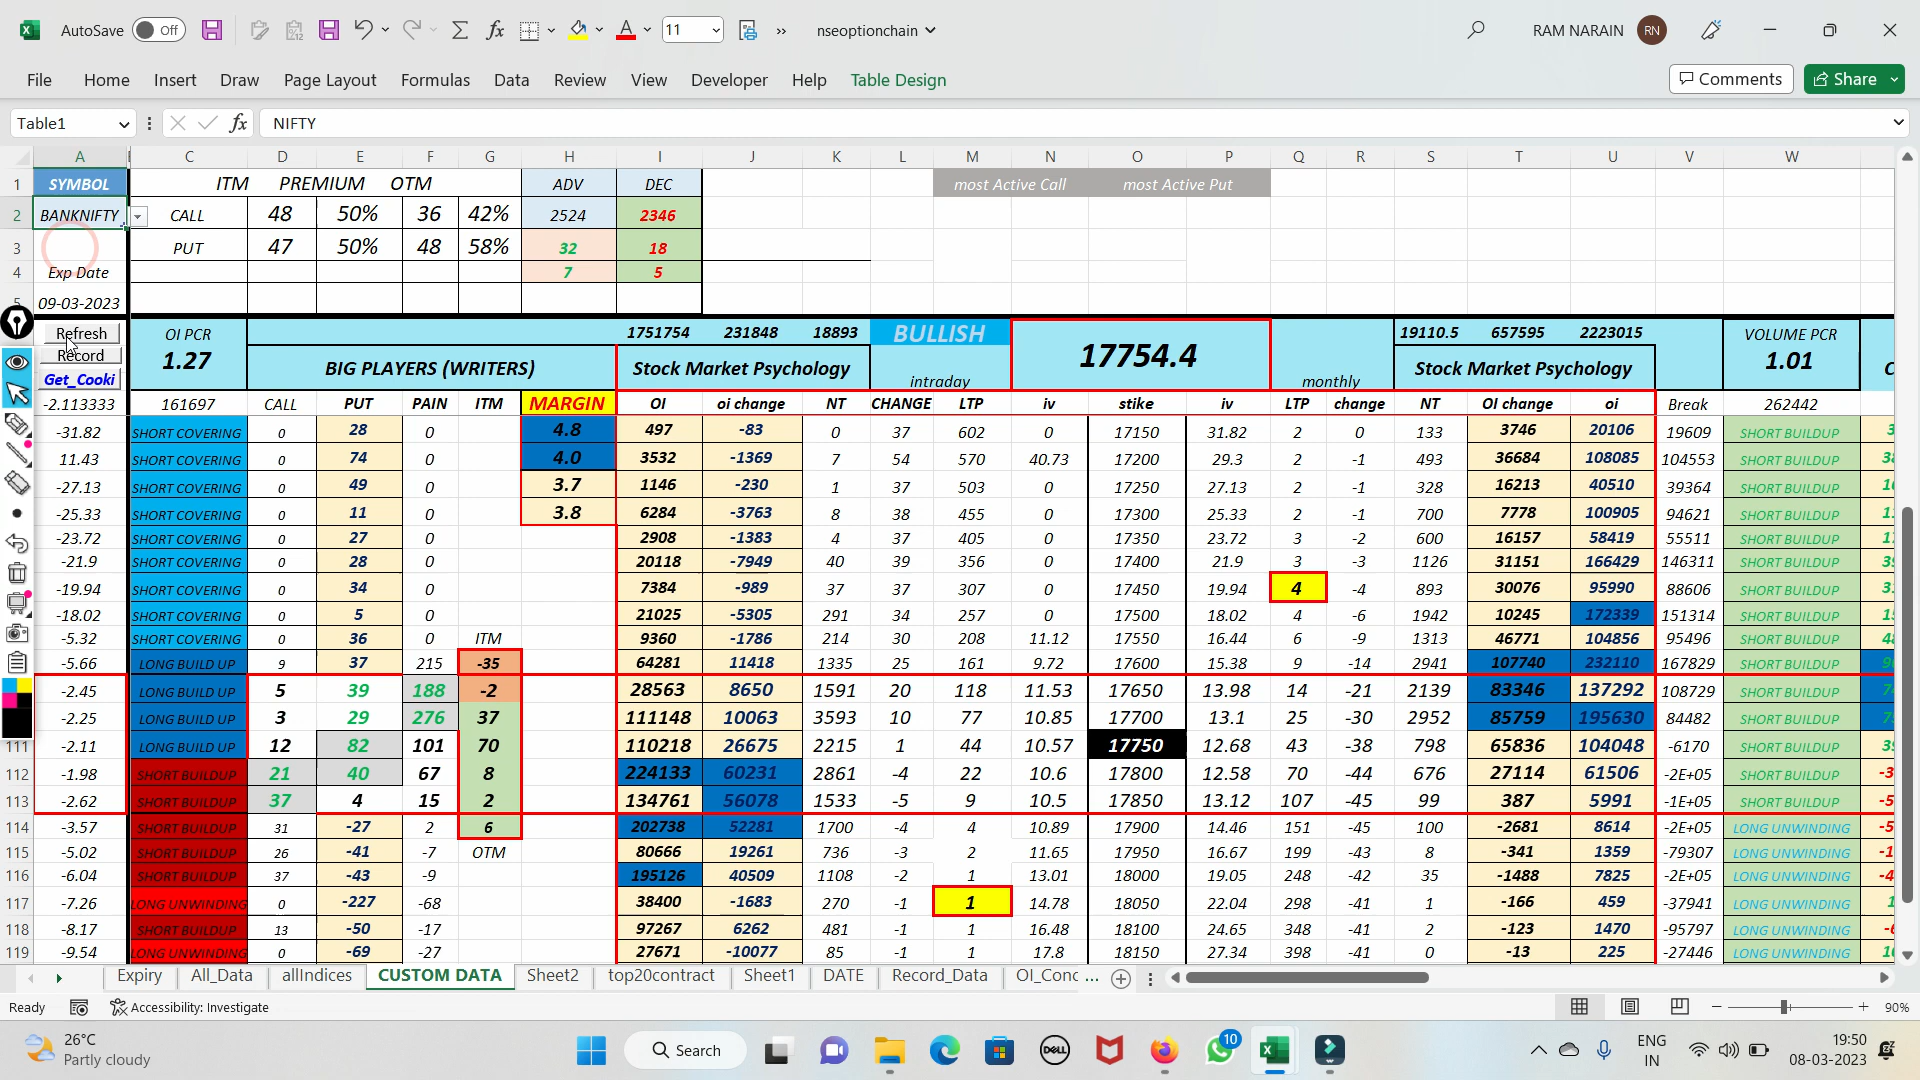 AutoSave Off 11 nseoptionchain RAM NARAIN RN
File Home Insert Draw Page Layout Formulas Data Review View Developer Help Table Design Comments Share
Table1 fx NIFTY
A C D E F G H I J K L M N O P Q R S T U V W
1 SYMBOL ITM PREMIUM OTM ADV DEC most Active Call most Active Put
2 BANKNIFTY CALL 48 50% 36 42% 2524 2346
3 PUT 47 50% 48 58% 32 18
4 Exp Date 7 5
5 09-03-2023
Refresh OI PCR 1751754 231848 18893 BULLISH 19110.5 657595 2223015 VOLUME PCR
Record 1.27 BIG PLAYERS (WRITERS) Stock Market Psychology 17754.4 Stock Market Psychology 1.01
Get_Cooki intraday monthly
-2.113333 161697 CALL PUT PAIN ITM MARGIN OI oi change NT CHANGE LTP iv stike iv LTP change NT OI change oi Break 262442
-31.82 SHORT COVERING 0 28 0 4.8 497 -83 0 37 602 0 17150 31.82 2 0 133 3746 20106 19609 SHORT BUILDUP
11.43 SHORT COVERING 0 74 0 4.0 3532 -1369 7 54 570 40.73 17200 29.3 2 -1 493 36684 108085 104553 SHORT BUILDUP
-27.13 SHORT COVERING 0 49 0 3.7 1146 -230 1 37 503 0 17250 27.13 2 -1 328 16213 40510 39364 SHORT BUILDUP
-25.33 SHORT COVERING 0 11 0 3.8 6284 -3763 8 38 455 0 17300 25.33 2 -1 700 7778 100905 94621 SHORT BUILDUP
-23.72 SHORT COVERING 0 27 0 2908 -1383 4 37 405 0 17350 23.72 3 -2 600 16157 58419 55511 SHORT BUILDUP
-21.9 SHORT COVERING 0 28 0 20118 -7949 40 39 356 0 17400 21.9 3 -3 1126 31151 166429 146311 SHORT BUILDUP
-19.94 SHORT COVERING 0 34 0 7384 -989 37 37 307 0 17450 19.94 4 -4 893 30076 95990 88606 SHORT BUILDUP
-18.02 SHORT COVERING 0 5 0 21025 -5305 291 34 257 0 17500 18.02 4 -6 1942 10245 172339 151314 SHORT BUILDUP
-5.32 SHORT COVERING 0 36 0 ITM 9360 -1786 214 30 208 11.12 17550 16.44 6 -9 1313 46771 104856 95496 SHORT BUILDUP
-5.66 LONG BUILD UP 9 37 215 -35 64281 11418 1335 25 161 9.72 17600 15.38 9 -14 2941 107740 232110 167829 SHORT BUILDUP
-2.45 LONG BUILD UP 5 39 188 -2 28563 8650 1591 20 118 11.53 17650 13.98 14 -21 2139 83346 137292 108729 SHORT BUILDUP
-2.25 LONG BUILD UP 3 29 276 37 111148 10063 3593 10 77 10.85 17700 13.1 25 -30 2952 85759 195630 84482 SHORT BUILDUP
111 -2.11 LONG BUILD UP 12 82 101 70 110218 26675 2215 1 44 10.57 17750 12.68 43 -38 798 65836 104048 -6170 SHORT BUILDUP
112 -1.98 SHORT BUILDUP 21 40 67 8 224133 60231 2861 -4 22 10.6 17800 12.58 70 -44 676 27114 61506 -2E+05 SHORT BUILDUP
113 -2.62 SHORT BUILDUP 37 4 15 2 134761 56078 1533 -5 9 10.5 17850 13.12 107 -45 99 387 5991 -1E+05 SHORT BUILDUP
114 -3.57 SHORT BUILDUP 31 -27 2 6 202738 52281 1700 -4 4 10.89 17900 14.46 151 -45 100 -2681 8614 -2E+05 LONG UNWINDING
115 -5.02 SHORT BUILDUP 26 -41 -7 OTM 80666 19261 736 -3 2 11.65 17950 16.67 199 -43 8 -341 1359 -79307 LONG UNWINDING
116 -6.04 SHORT BUILDUP 37 -43 -9 195126 40509 1108 -2 1 13.01 18000 19.05 248 -42 35 -1488 7825 -2E+05 LONG UNWINDING
117 -7.26 LONG UNWINDING 0 -227 -68 38400 -1683 270 -1 1 14.78 18050 22.04 298 -41 1 -166 459 -37941 LONG UNWINDING
118 -8.17 SHORT BUILDUP 13 -50 -17 97267 6262 481 -1 1 16.48 18100 24.65 348 -41 2 -123 1470 -95797 LONG UNWINDING
119 -9.54 LONG UNWINDING 0 -69 -27 27671 -10077 85 -1 1 17.8 18150 27.34 398 -41 0 -13 225 -27446 LONG UNWINDING
Expiry All_Data allIndices CUSTOM DATA Sheet2 top20contract Sheet1 DATE Record_Data OI_Conc ...
Ready Accessibility: Investigate 90%
26°C Partly cloudy Search DELL 10 ENG IN 19:50 08-03-2023